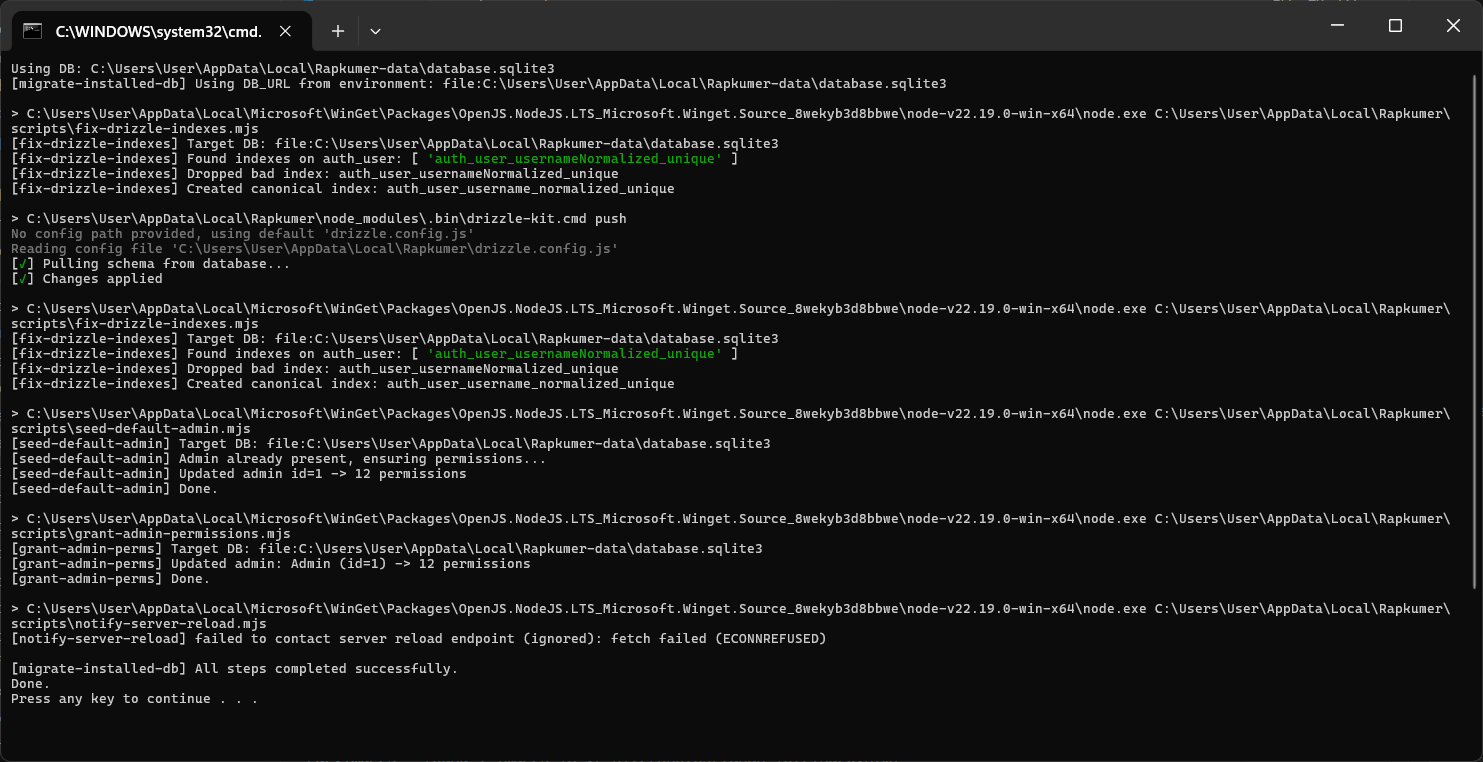 C:\WINDOWS\system32\cmd.
Using DB: C:\Users\User\AppData\Local\Rapkumer-data\database.sqlite3
[migrate-installed-db] Using DB_URL from environment: file:C:\Users\User\AppData\Local\Rapkumer-data\database.sqlite3
> C:\Users\User\AppData\Local\Microsoft\WinGet\Packages\OpenJS.NodeJS.LTS_Microsoft.Winget.Source_8wekyb3d8bbwe\node-v22.19.0-win-x64\node.exe C:\Users\User\AppData\Local\Rapkumer\
scripts\fix-drizzle-indexes.mjs
[fix-drizzle-indexes] Target DB: file:C:\Users\User\AppData\Local\Rapkumer-data\database.sqlite3
[fix-drizzle-indexes] Found indexes on auth_user: [ 'auth_user_usernameNormalized_unique' ]
[fix-drizzle-indexes] Dropped bad index: auth_user_usernameNormalized_unique
[fix-drizzle-indexes] Created canonical index: auth_user_username_normalized_unique
> C:\Users\User\AppData\Local\Rapkumer\node_modules\.bin\drizzle-kit.cmd push
No config path provided, using default 'drizzle.config.js'
Reading config file 'C:\Users\User\AppData\Local\Rapkumer\drizzle.config.js'
[✓] Pulling schema from database...
[✓] Changes applied
> C:\Users\User\AppData\Local\Microsoft\WinGet\Packages\OpenJS.NodeJS.LTS_Microsoft.Winget.Source_8wekyb3d8bbwe\node-v22.19.0-win-x64\node.exe C:\Users\User\AppData\Local\Rapkumer\
scripts\fix-drizzle-indexes.mjs
[fix-drizzle-indexes] Target DB: file:C:\Users\User\AppData\Local\Rapkumer-data\database.sqlite3
[fix-drizzle-indexes] Found indexes on auth_user: [ 'auth_user_usernameNormalized_unique' ]
[fix-drizzle-indexes] Dropped bad index: auth_user_usernameNormalized_unique
[fix-drizzle-indexes] Created canonical index: auth_user_username_normalized_unique
> C:\Users\User\AppData\Local\Microsoft\WinGet\Packages\OpenJS.NodeJS.LTS_Microsoft.Winget.Source_8wekyb3d8bbwe\node-v22.19.0-win-x64\node.exe C:\Users\User\AppData\Local\Rapkumer\
scripts\seed-default-admin.mjs
[seed-default-admin] Target DB: file:C:\Users\User\AppData\Local\Rapkumer-data\database.sqlite3
[seed-default-admin] Admin already present, ensuring permissions...
[seed-default-admin] Updated admin id=1 -> 12 permissions
[seed-default-admin] Done.
> C:\Users\User\AppData\Local\Microsoft\WinGet\Packages\OpenJS.NodeJS.LTS_Microsoft.Winget.Source_8wekyb3d8bbwe\node-v22.19.0-win-x64\node.exe C:\Users\User\AppData\Local\Rapkumer\
scripts\grant-admin-permissions.mjs
[grant-admin-perms] Target DB: file:C:\Users\User\AppData\Local\Rapkumer-data\database.sqlite3
[grant-admin-perms] Updated admin: Admin (id=1) -> 12 permissions
[grant-admin-perms] Done.
> C:\Users\User\AppData\Local\Microsoft\WinGet\Packages\OpenJS.NodeJS.LTS_Microsoft.Winget.Source_8wekyb3d8bbwe\node-v22.19.0-win-x64\node.exe C:\Users\User\AppData\Local\Rapkumer\
scripts\notify-server-reload.mjs
[notify-server-reload] failed to contact server reload endpoint (ignored): fetch failed (ECONNREFUSED)
[migrate-installed-db] All steps completed successfully.
Done.
Press any key to continue . . .